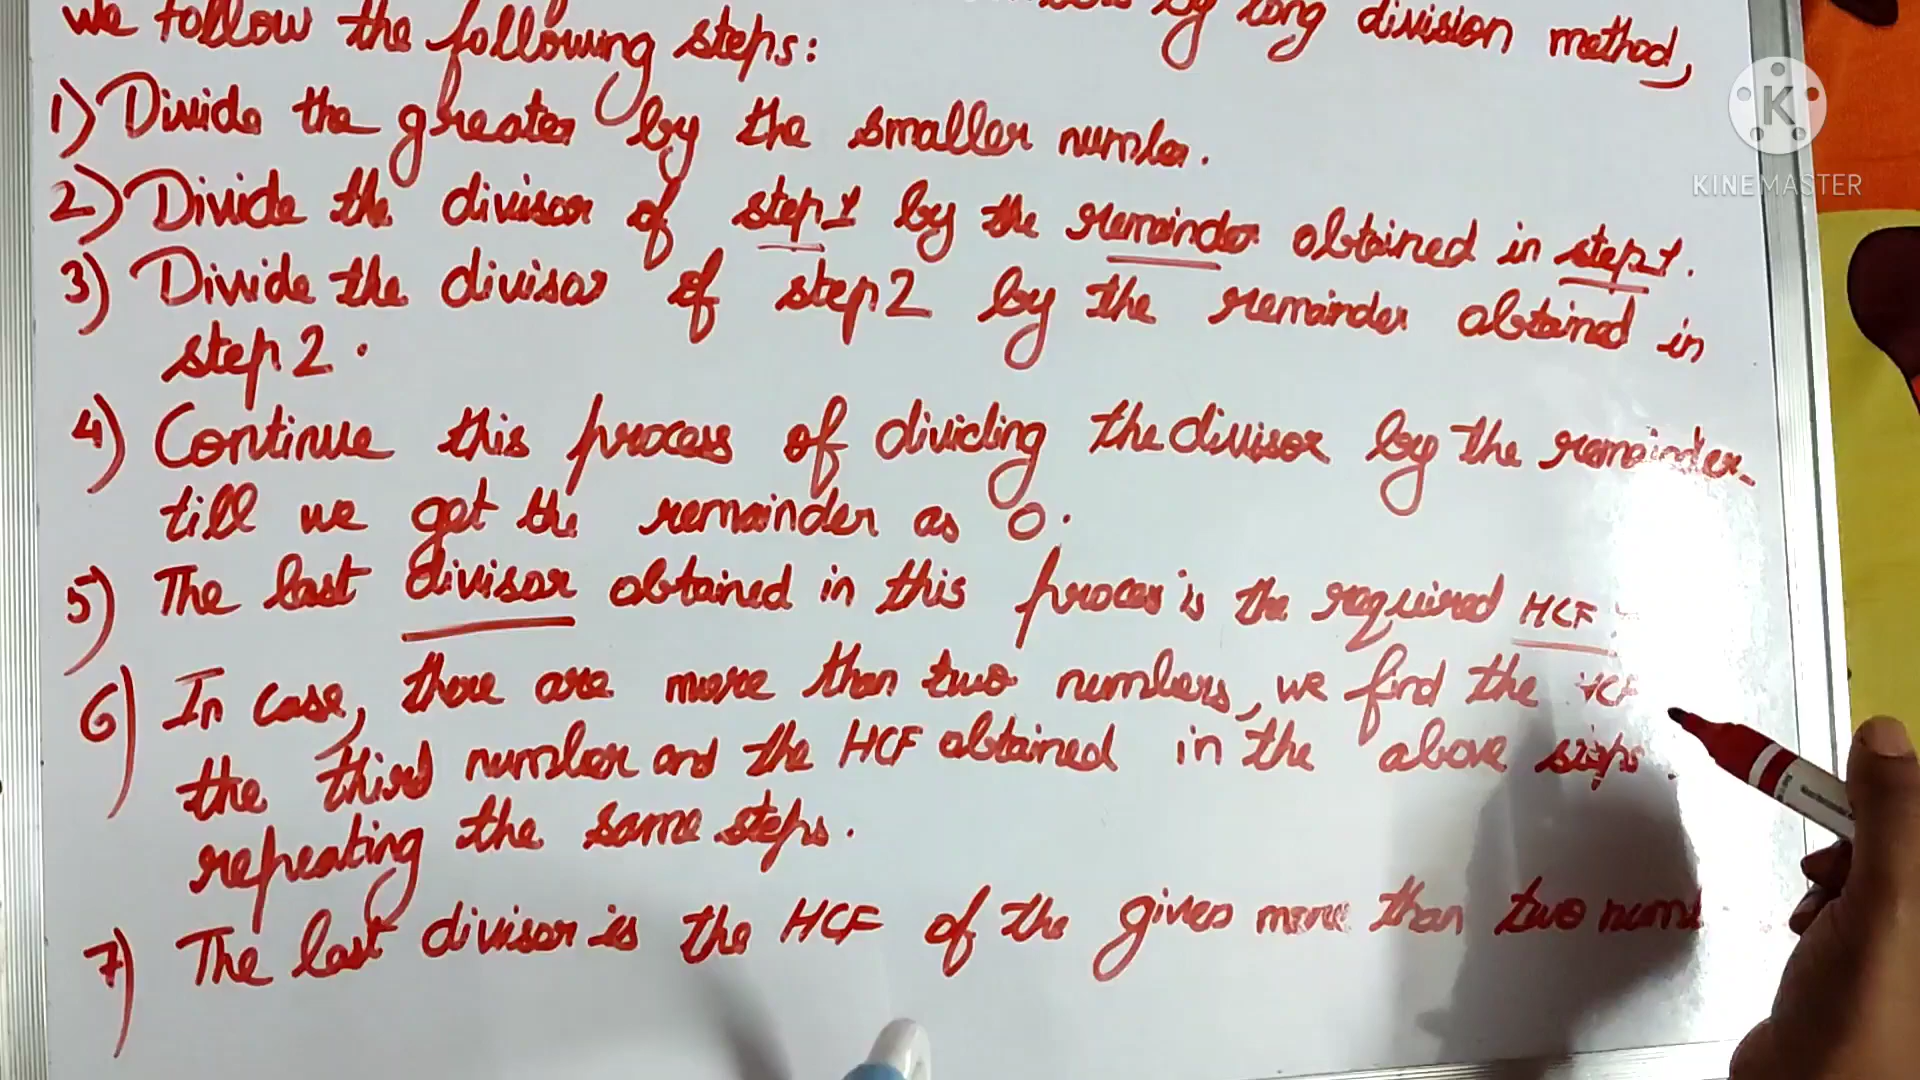 by long division method,
we follow the following steps:
1) Divide the greater by the smaller number.
2) Divide the divisor of step 1 by the remainder obtained in step 1.
3) Divide the divisor of step 2 by the remainder obtained in
step 2.
4) Continue this process of dividing the divisor by the remainder
till we get the remainder as 0.
5) The last divisor obtained in this process is the required HCF.
6) In case, there are more than two numbers, we find the HCF
the third number and the HCF obtained in the above steps
repeating the same steps.
7) The last divisor is the HCF of the given more than two
K
KINEMASTER